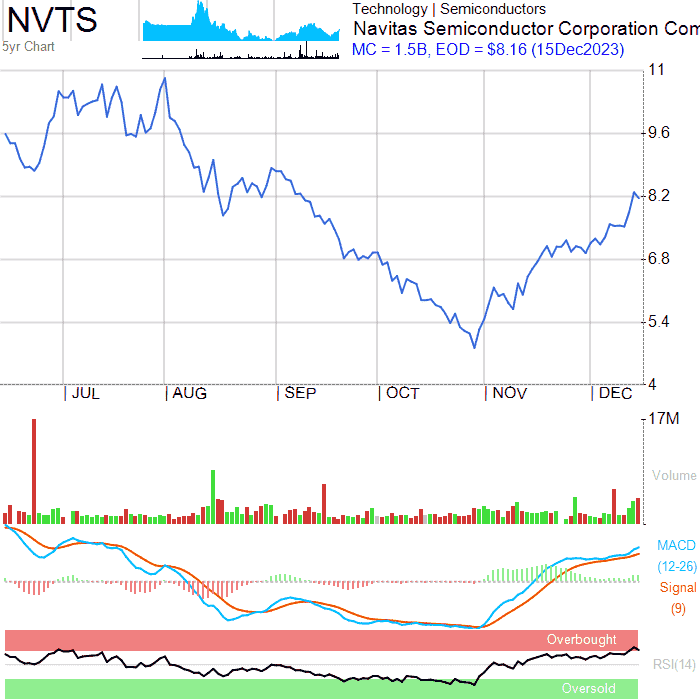 NVTS
5yr Chart
Technology | Semiconductors
Navitas Semiconductor Corporation Com
MC = 1.5B, EOD = $8.16 (15Dec2023)
11
9.6
8.2
6.8
5.4
4
JUL AUG SEP OCT NOV DEC
17M
Volume
MACD
(12-26)
Signal
(9)
Overbought
RSI(14)
Oversold